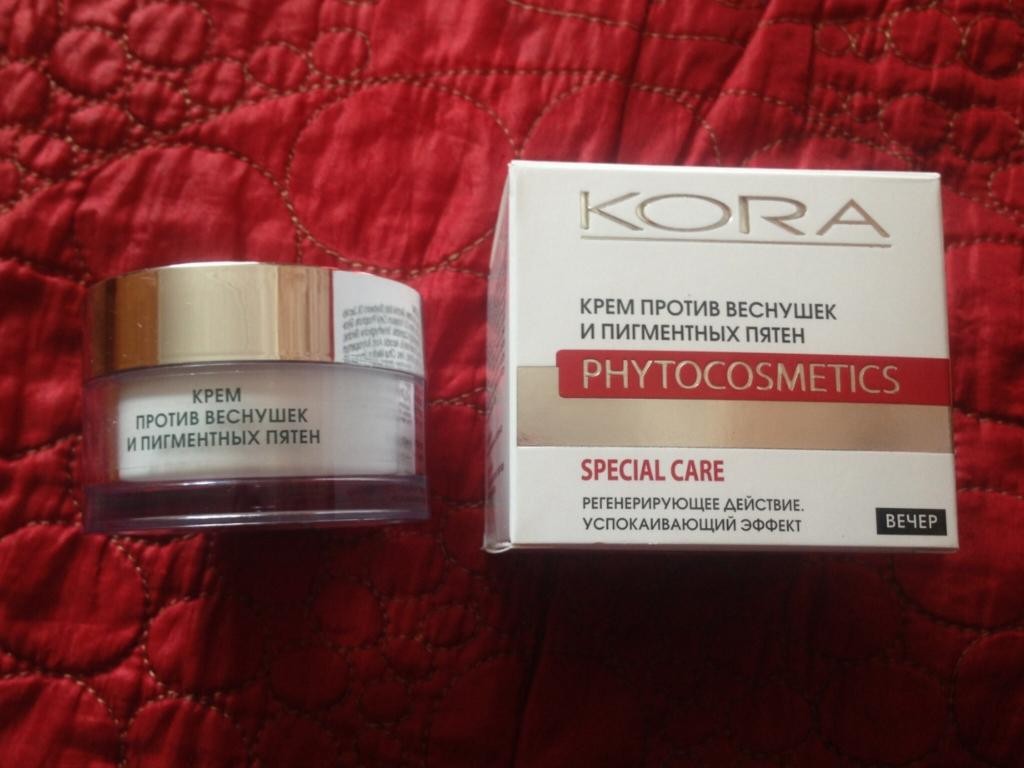 КРЕМ
ПРОТИВ ВЕСНУШЕК
И ПИГМЕНТНЫХ ПЯТЕН
KORA
КРЕМ ПРОТИВ ВЕСНУШЕК
И ПИГМЕНТНЫХ ПЯТЕН
PHYTOCOSMETICS
SPECIAL CARE
РЕГЕНЕРИРУЮЩЕЕ ДЕЙСТВИЕ.
УСПОКАИВАЮЩИЙ ЭФФЕКТ
ВЕЧЕР